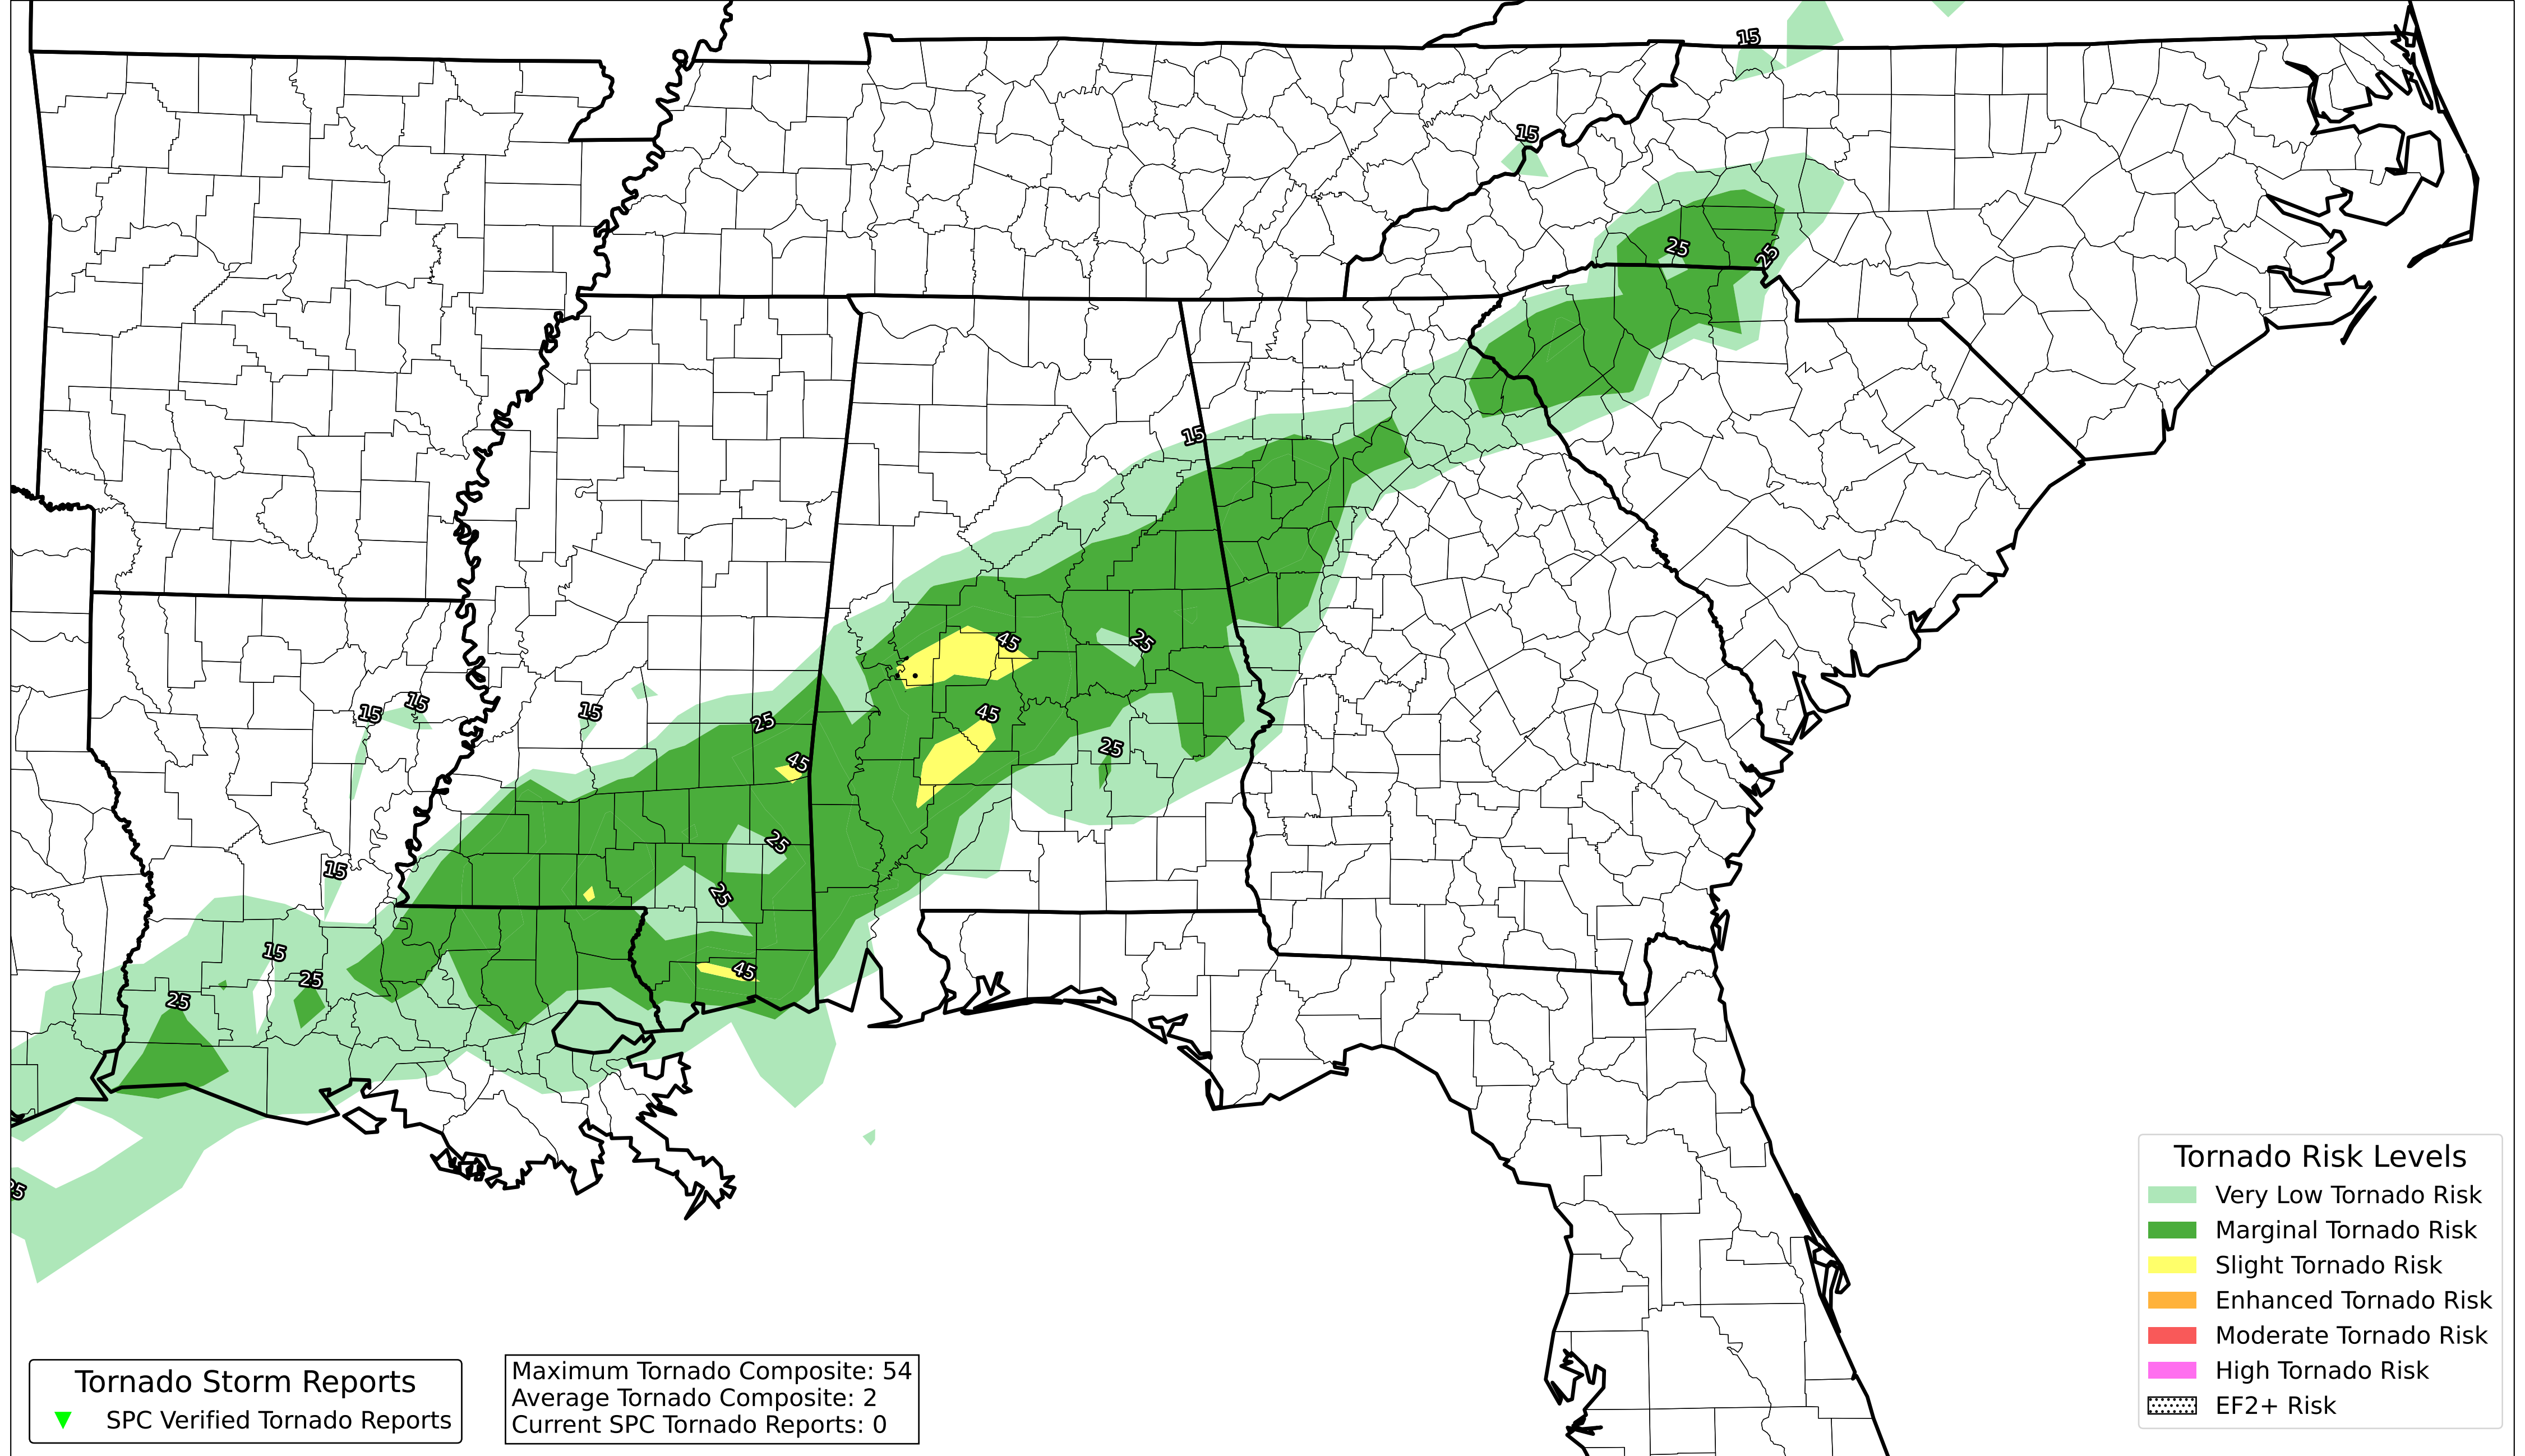 15
15
25
25
15
45
25
45
25
15
15
15
25
45
25
15
25
15
25
25
45
Tornado Risk Levels
Very Low Tornado Risk
Marginal Tornado Risk
Slight Tornado Risk
Enhanced Tornado Risk
Moderate Tornado Risk
High Tornado Risk
EF2+ Risk
Tornado Storm Reports
SPC Verified Tornado Reports
Maximum Tornado Composite: 54
Average Tornado Composite: 2
Current SPC Tornado Reports: 0